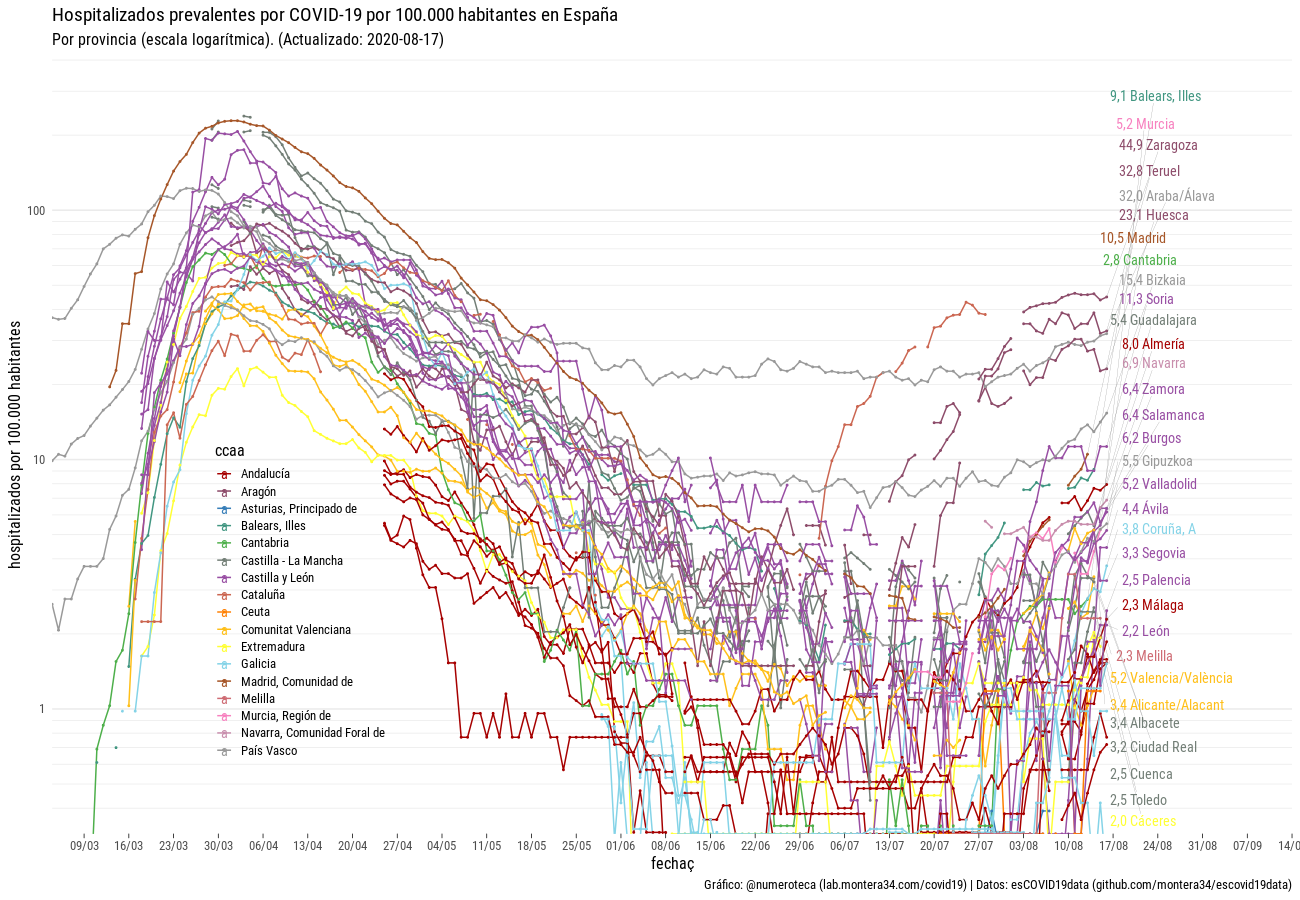 Hospitalizados prevalentes por COVID-19 por 100.000 habitantes en España
Por provincia (escala logarítmica). (Actualizado: 2020-08-17)
hospitalizados por 100.000 habitantes
100
10
1
9,1 Balears, Illes
5,2 Murcia
44,9 Zaragoza
32,8 Teruel
32,0 Araba/Álava
23,1 Huesca
10,5 Madrid
2,8 Cantabria
15,4 Bizkaia
11,3 Soria
5,4 Guadalajara
8,0 Almería
6,9 Navarra
6,4 Zamora
6,4 Salamanca
6,2 Burgos
5,5 Gipuzkoa
5,2 Valladolid
4,4 Ávila
3,8 Coruña, A
3,3 Segovia
2,5 Palencia
2,3 Málaga
2,2 León
2,3 Melilla
5,2 Valencia/València
3,4 Alicante/Alacant
3,4 Albacete
3,2 Ciudad Real
2,5 Cuenca
2,5 Toledo
2,0 Cáceres
ccaa
Andalucía
Aragón
Asturias, Principado de
Balears, Illes
Cantabria
Castilla - La Mancha
Castilla y León
Cataluña
Ceuta
Comunitat Valenciana
Extremadura
Galicia
Madrid, Comunidad de
Melilla
Murcia, Región de
Navarra, Comunidad Foral de
País Vasco
09/03 16/03 23/03 30/03 06/04 13/04 20/04 27/04 04/05 11/05 18/05 25/05 01/06 08/06 15/06 22/06 29/06 06/07 13/07 20/07 27/07 03/08 10/08 17/08 24/08 31/08 07/09 14/0
fechaç
Gráfico: @numeroteca (lab.montera34.com/covid19) | Datos: esCOVID19data (github.com/montera34/escovid19data)